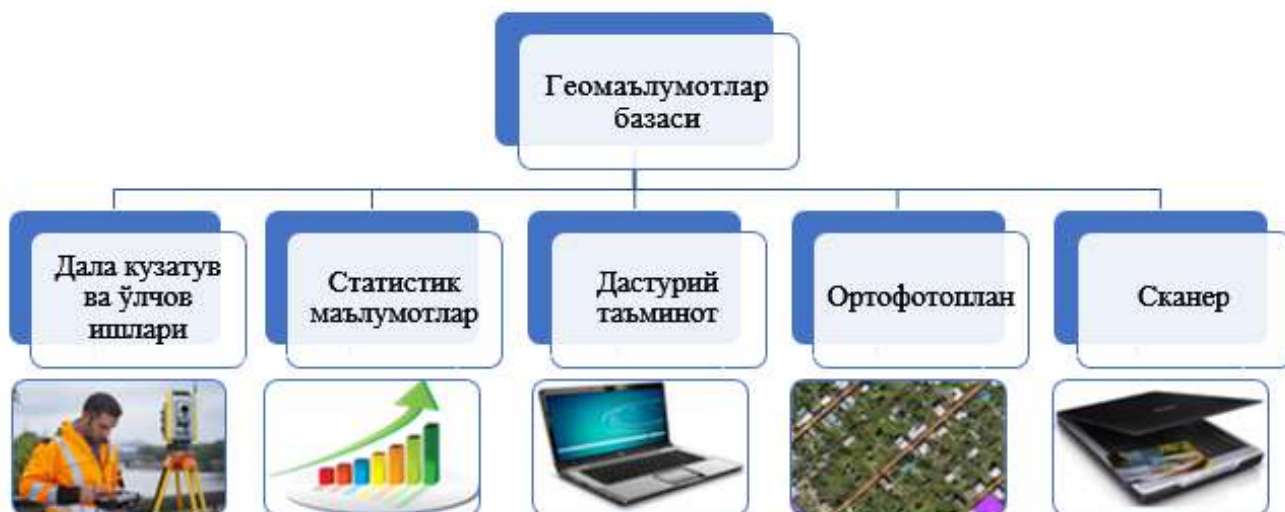 Геомаълумотлар
базаси
Дала кузатув
ва ўлчов
ишлари
Статистик
маълумотлар
Дастурий
таъминот
Ортофотоплан
Сканер